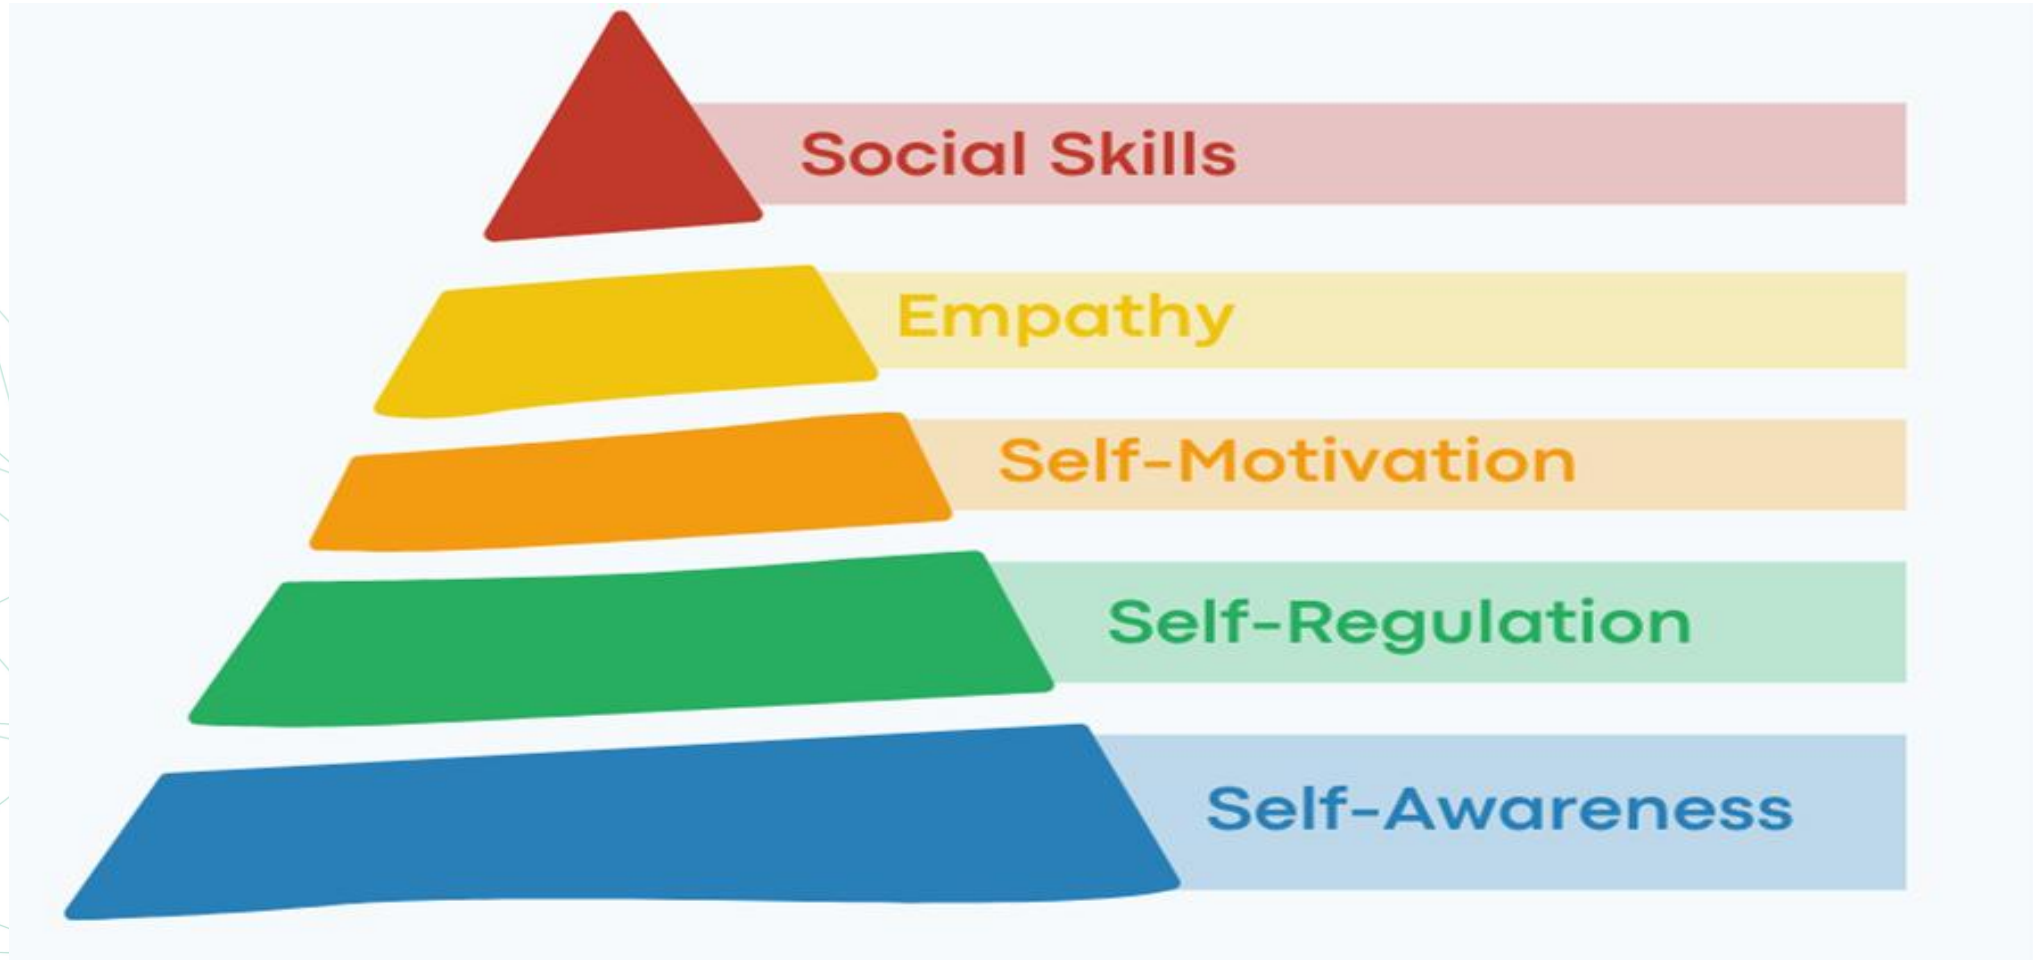 Social Skills
Empathy
Self-Motivation
Self-Regulation
Self-Awareness